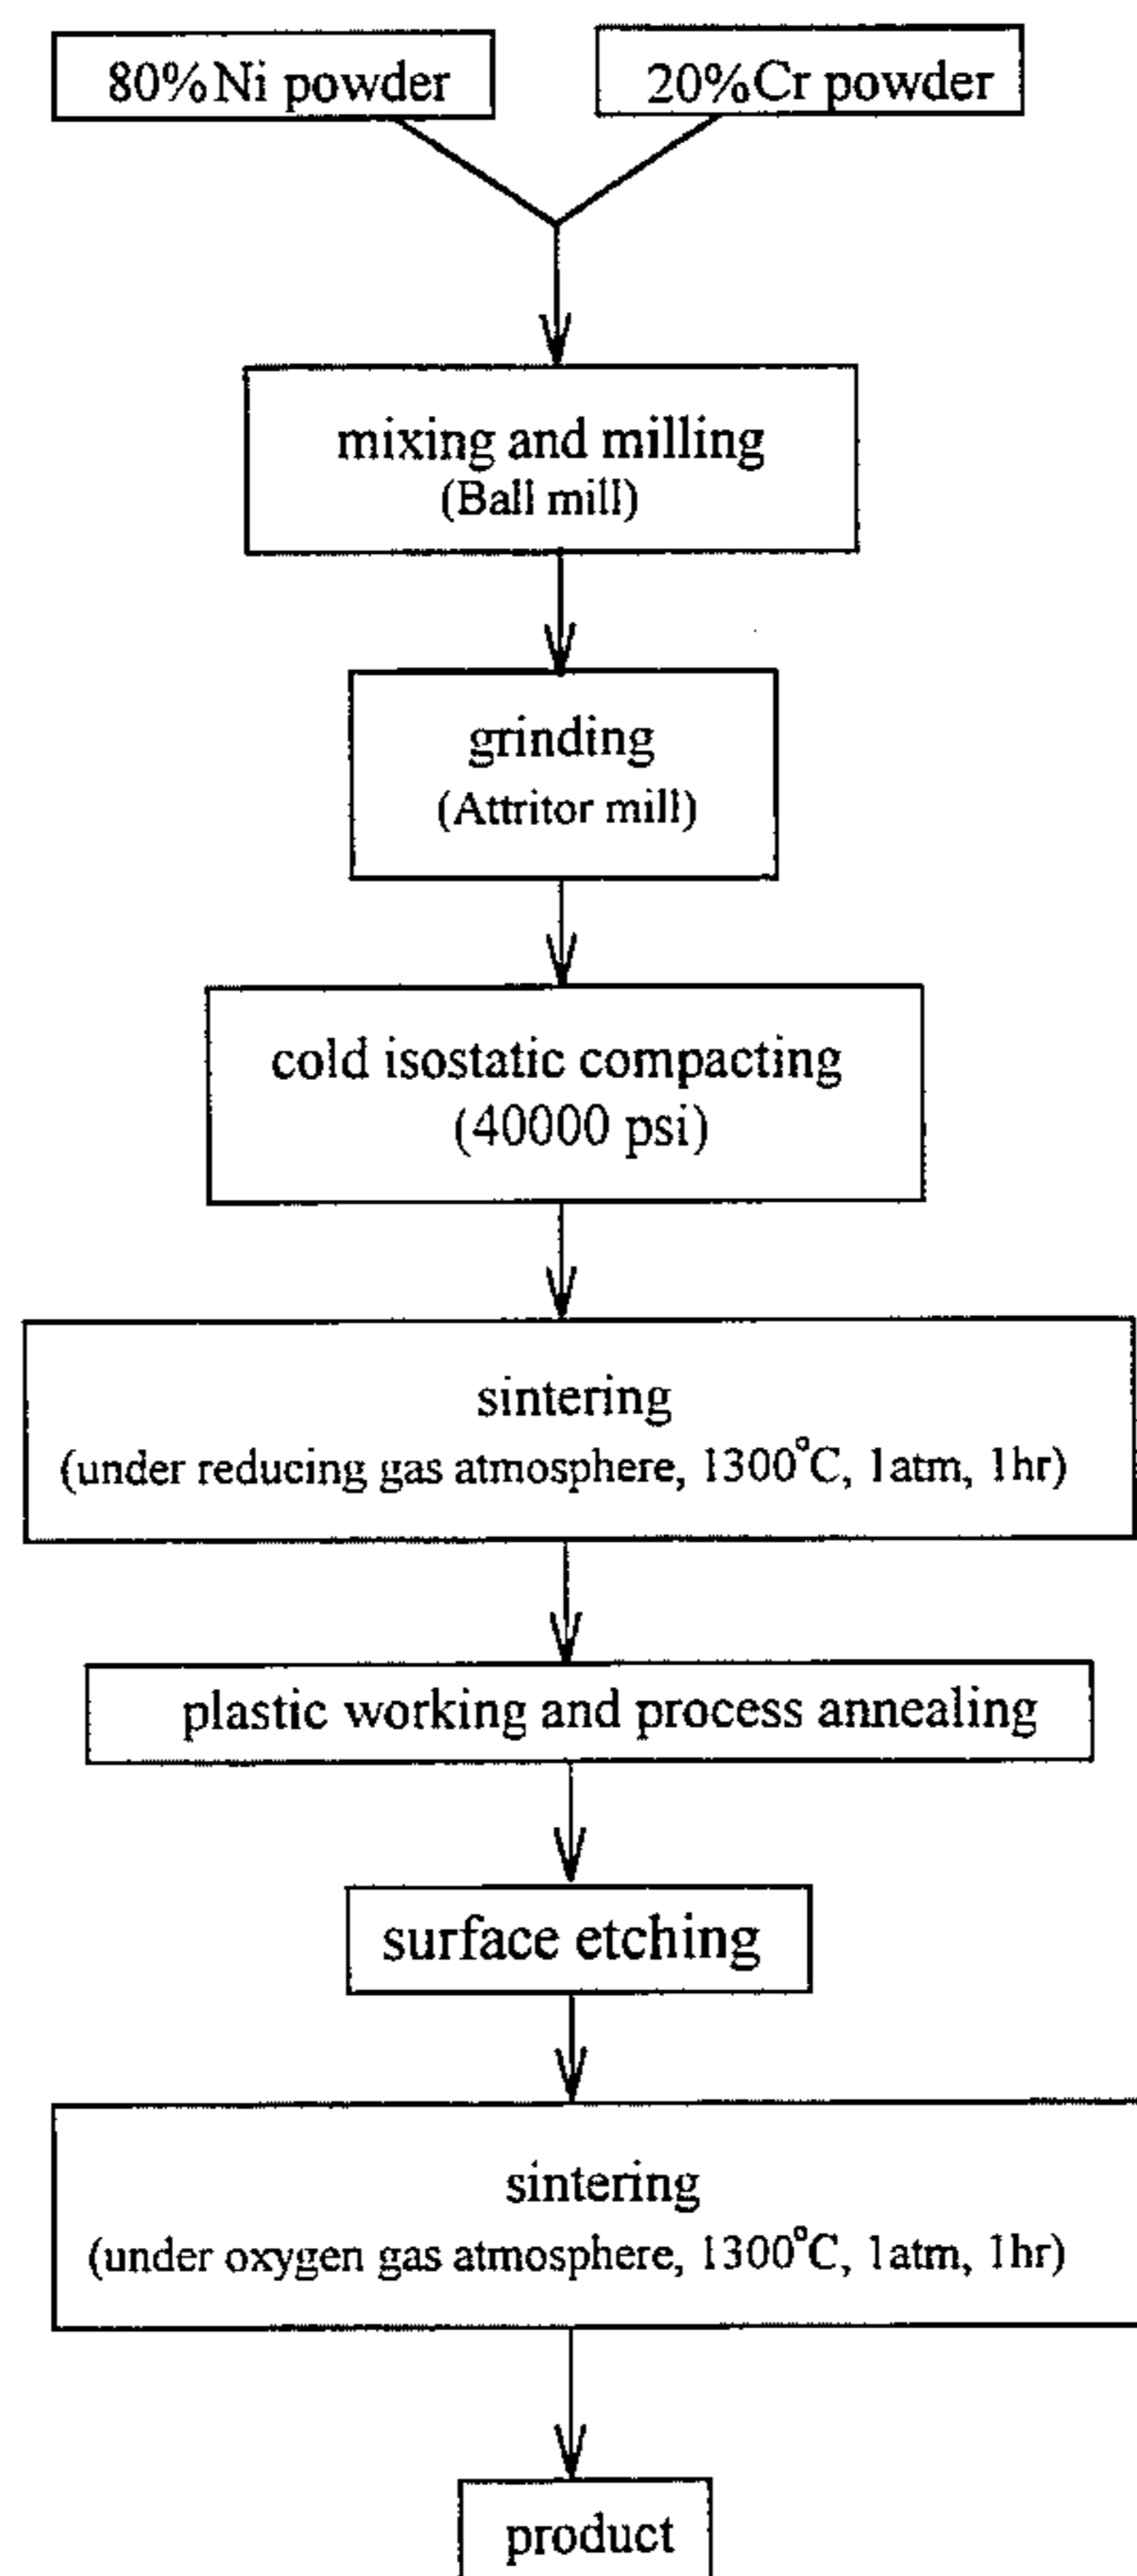 80%Ni powder
20%Cr powder
mixing and milling
(Ball mill)
grinding
(Attritor mill)
cold isostatic compacting
(40000 psi)
sintering
(under reducing gas atmosphere, 1300°C, 1atm, 1hr)
plastic working and process annealing
surface etching
sintering
(under oxygen gas atmosphere, 1300°C, 1atm, 1hr)
product